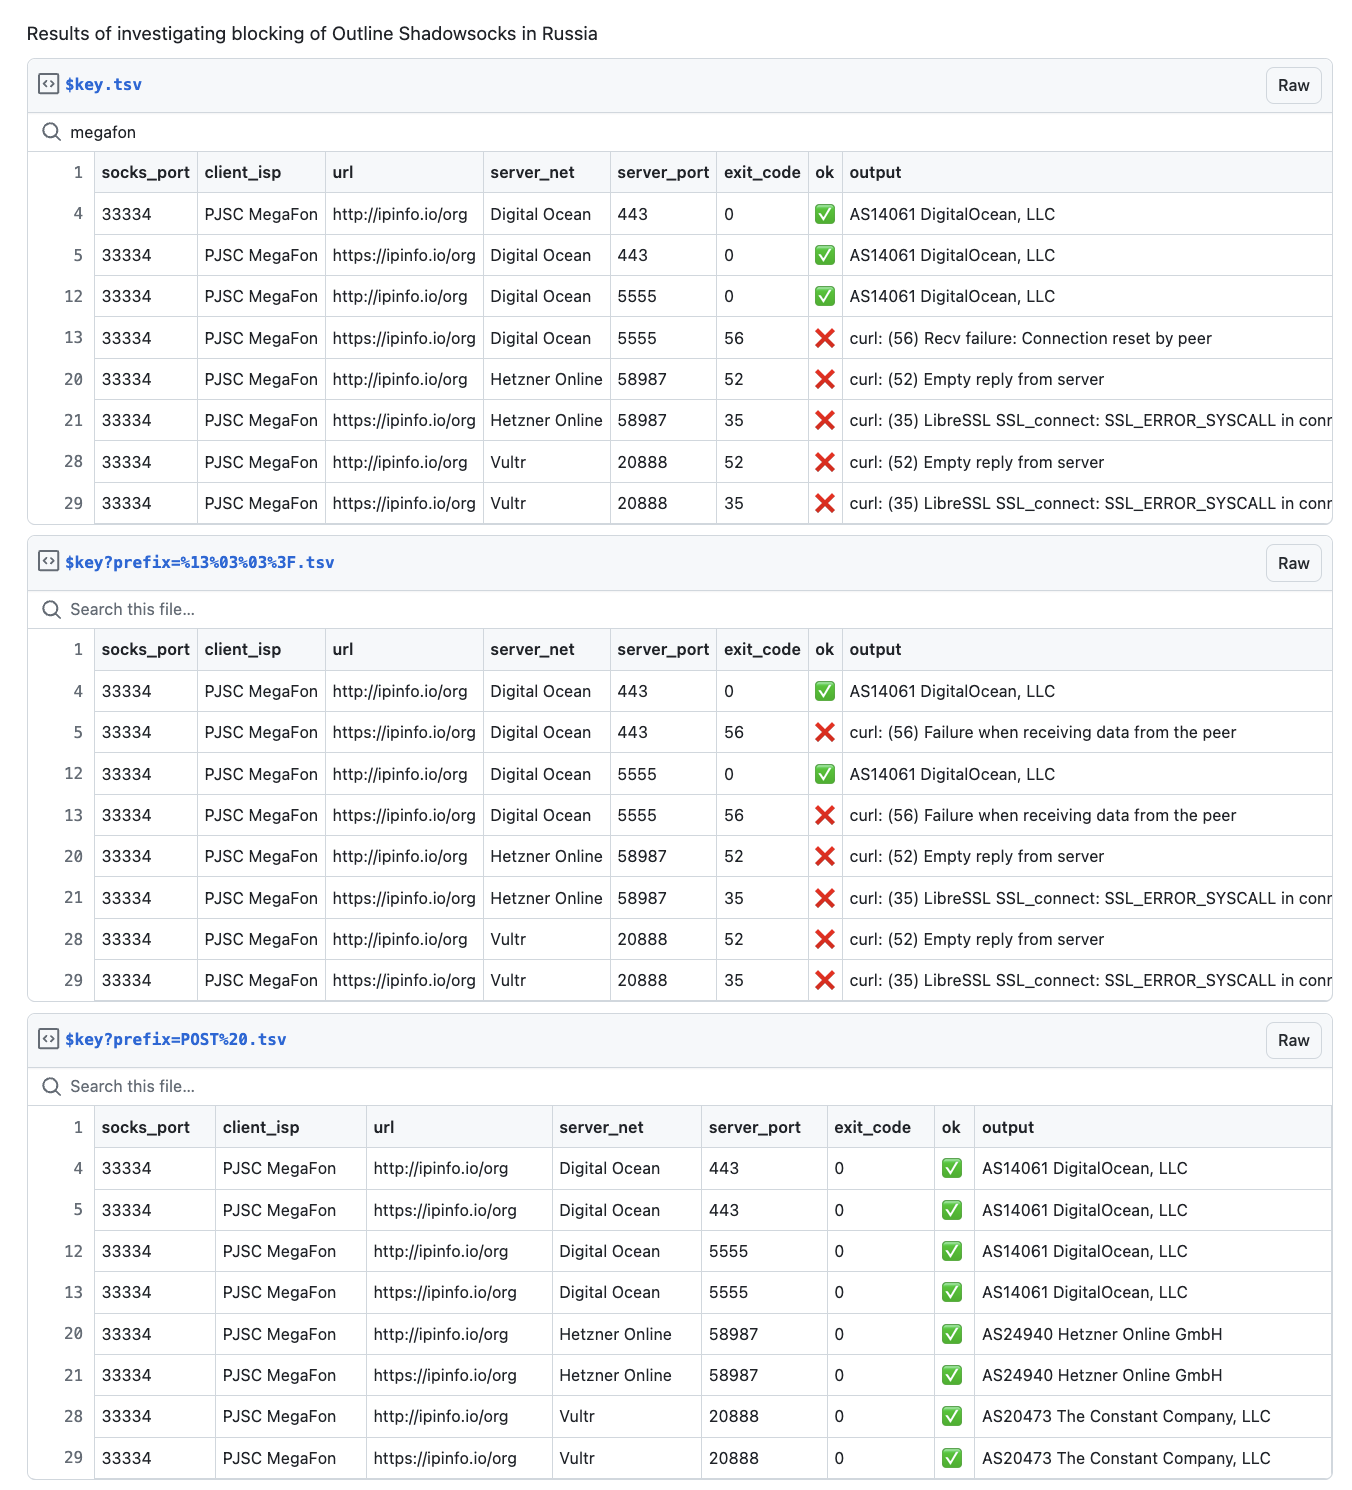 Results of investigating blocking of Outline Shadowsocks in Russia
$key.tsv Raw
megafon
1 socks_port client_isp url server_net server_port exit_code ok output
4 33334 PJSC MegaFon http://ipinfo.io/org Digital Ocean 443 0 ✅ AS14061 DigitalOcean, LLC
5 33334 PJSC MegaFon https://ipinfo.io/org Digital Ocean 443 0 ✅ AS14061 DigitalOcean, LLC
12 33334 PJSC MegaFon http://ipinfo.io/org Digital Ocean 5555 0 ✅ AS14061 DigitalOcean, LLC
13 33334 PJSC MegaFon https://ipinfo.io/org Digital Ocean 5555 56 ❌ curl: (56) Recv failure: Connection reset by peer
20 33334 PJSC MegaFon http://ipinfo.io/org Hetzner Online 58987 52 ❌ curl: (52) Empty reply from server
21 33334 PJSC MegaFon https://ipinfo.io/org Hetzner Online 58987 35 ❌ curl: (35) LibreSSL SSL_connect: SSL_ERROR_SYSCALL in conr
28 33334 PJSC MegaFon http://ipinfo.io/org Vultr 20888 52 ❌ curl: (52) Empty reply from server
29 33334 PJSC MegaFon https://ipinfo.io/org Vultr 20888 35 ❌ curl: (35) LibreSSL SSL_connect: SSL_ERROR_SYSCALL in conr
$key?prefix=%13%03%03%3F.tsv Raw
Search this file...
1 socks_port client_isp url server_net server_port exit_code ok output
4 33334 PJSC MegaFon http://ipinfo.io/org Digital Ocean 443 0 ✅ AS14061 DigitalOcean, LLC
5 33334 PJSC MegaFon https://ipinfo.io/org Digital Ocean 443 56 ❌ curl: (56) Failure when receiving data from the peer
12 33334 PJSC MegaFon http://ipinfo.io/org Digital Ocean 5555 0 ✅ AS14061 DigitalOcean, LLC
13 33334 PJSC MegaFon https://ipinfo.io/org Digital Ocean 5555 56 ❌ curl: (56) Failure when receiving data from the peer
20 33334 PJSC MegaFon http://ipinfo.io/org Hetzner Online 58987 52 ❌ curl: (52) Empty reply from server
21 33334 PJSC MegaFon https://ipinfo.io/org Hetzner Online 58987 35 ❌ curl: (35) LibreSSL SSL_connect: SSL_ERROR_SYSCALL in conr
28 33334 PJSC MegaFon http://ipinfo.io/org Vultr 20888 52 ❌ curl: (52) Empty reply from server
29 33334 PJSC MegaFon https://ipinfo.io/org Vultr 20888 35 ❌ curl: (35) LibreSSL SSL_connect: SSL_ERROR_SYSCALL in conr
$key?prefix=POST%20.tsv Raw
Search this file...
1 socks_port client_isp url server_net server_port exit_code ok output
4 33334 PJSC MegaFon http://ipinfo.io/org Digital Ocean 443 0 ✅ AS14061 DigitalOcean, LLC
5 33334 PJSC MegaFon https://ipinfo.io/org Digital Ocean 443 0 ✅ AS14061 DigitalOcean, LLC
12 33334 PJSC MegaFon http://ipinfo.io/org Digital Ocean 5555 0 ✅ AS14061 DigitalOcean, LLC
13 33334 PJSC MegaFon https://ipinfo.io/org Digital Ocean 5555 0 ✅ AS14061 DigitalOcean, LLC
20 33334 PJSC MegaFon http://ipinfo.io/org Hetzner Online 58987 0 ✅ AS24940 Hetzner Online GmbH
21 33334 PJSC MegaFon https://ipinfo.io/org Hetzner Online 58987 0 ✅ AS24940 Hetzner Online GmbH
28 33334 PJSC MegaFon http://ipinfo.io/org Vultr 20888 0 ✅ AS20473 The Constant Company, LLC
29 33334 PJSC MegaFon https://ipinfo.io/org Vultr 20888 0 ✅ AS20473 The Constant Company, LLC